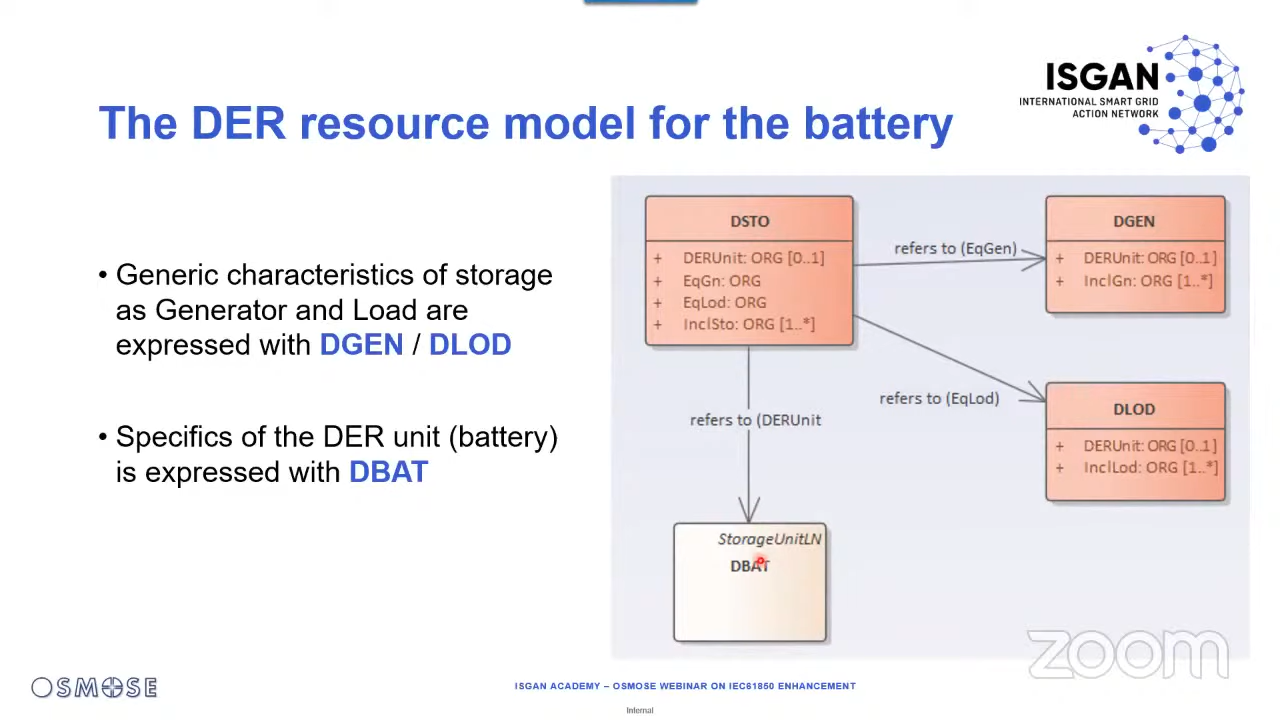 ISGAN
INTERNATIONAL SMART GRID
ACTION NETWORK
The DER resource model for the battery
• Generic characteristics of storage
as Generator and Load are
expressed with DGEN / DLOD
• Specifics of the DER unit (battery)
is expressed with DBAT
DSTO
+ DERUnit: ORG [0..1]
+ EqGn: ORG
+ EqLod: ORG
+ InclSto: ORG [1..*]
refers to (EqGen)
DGEN
+ DERUnit: ORG [0..1]
+ InclGn: ORG [1..*]
refers to (EqLod)
DLOD
+ DERUnit: ORG [0..1]
+ InclLod: ORG [1..*]
refers to (DERUnit
StorageUnitLN
DBAT
zoom
OSMOSE
ISGAN ACADEMY – OSMOSE WEBINAR ON IEC61850 ENHANCEMENT
Internal